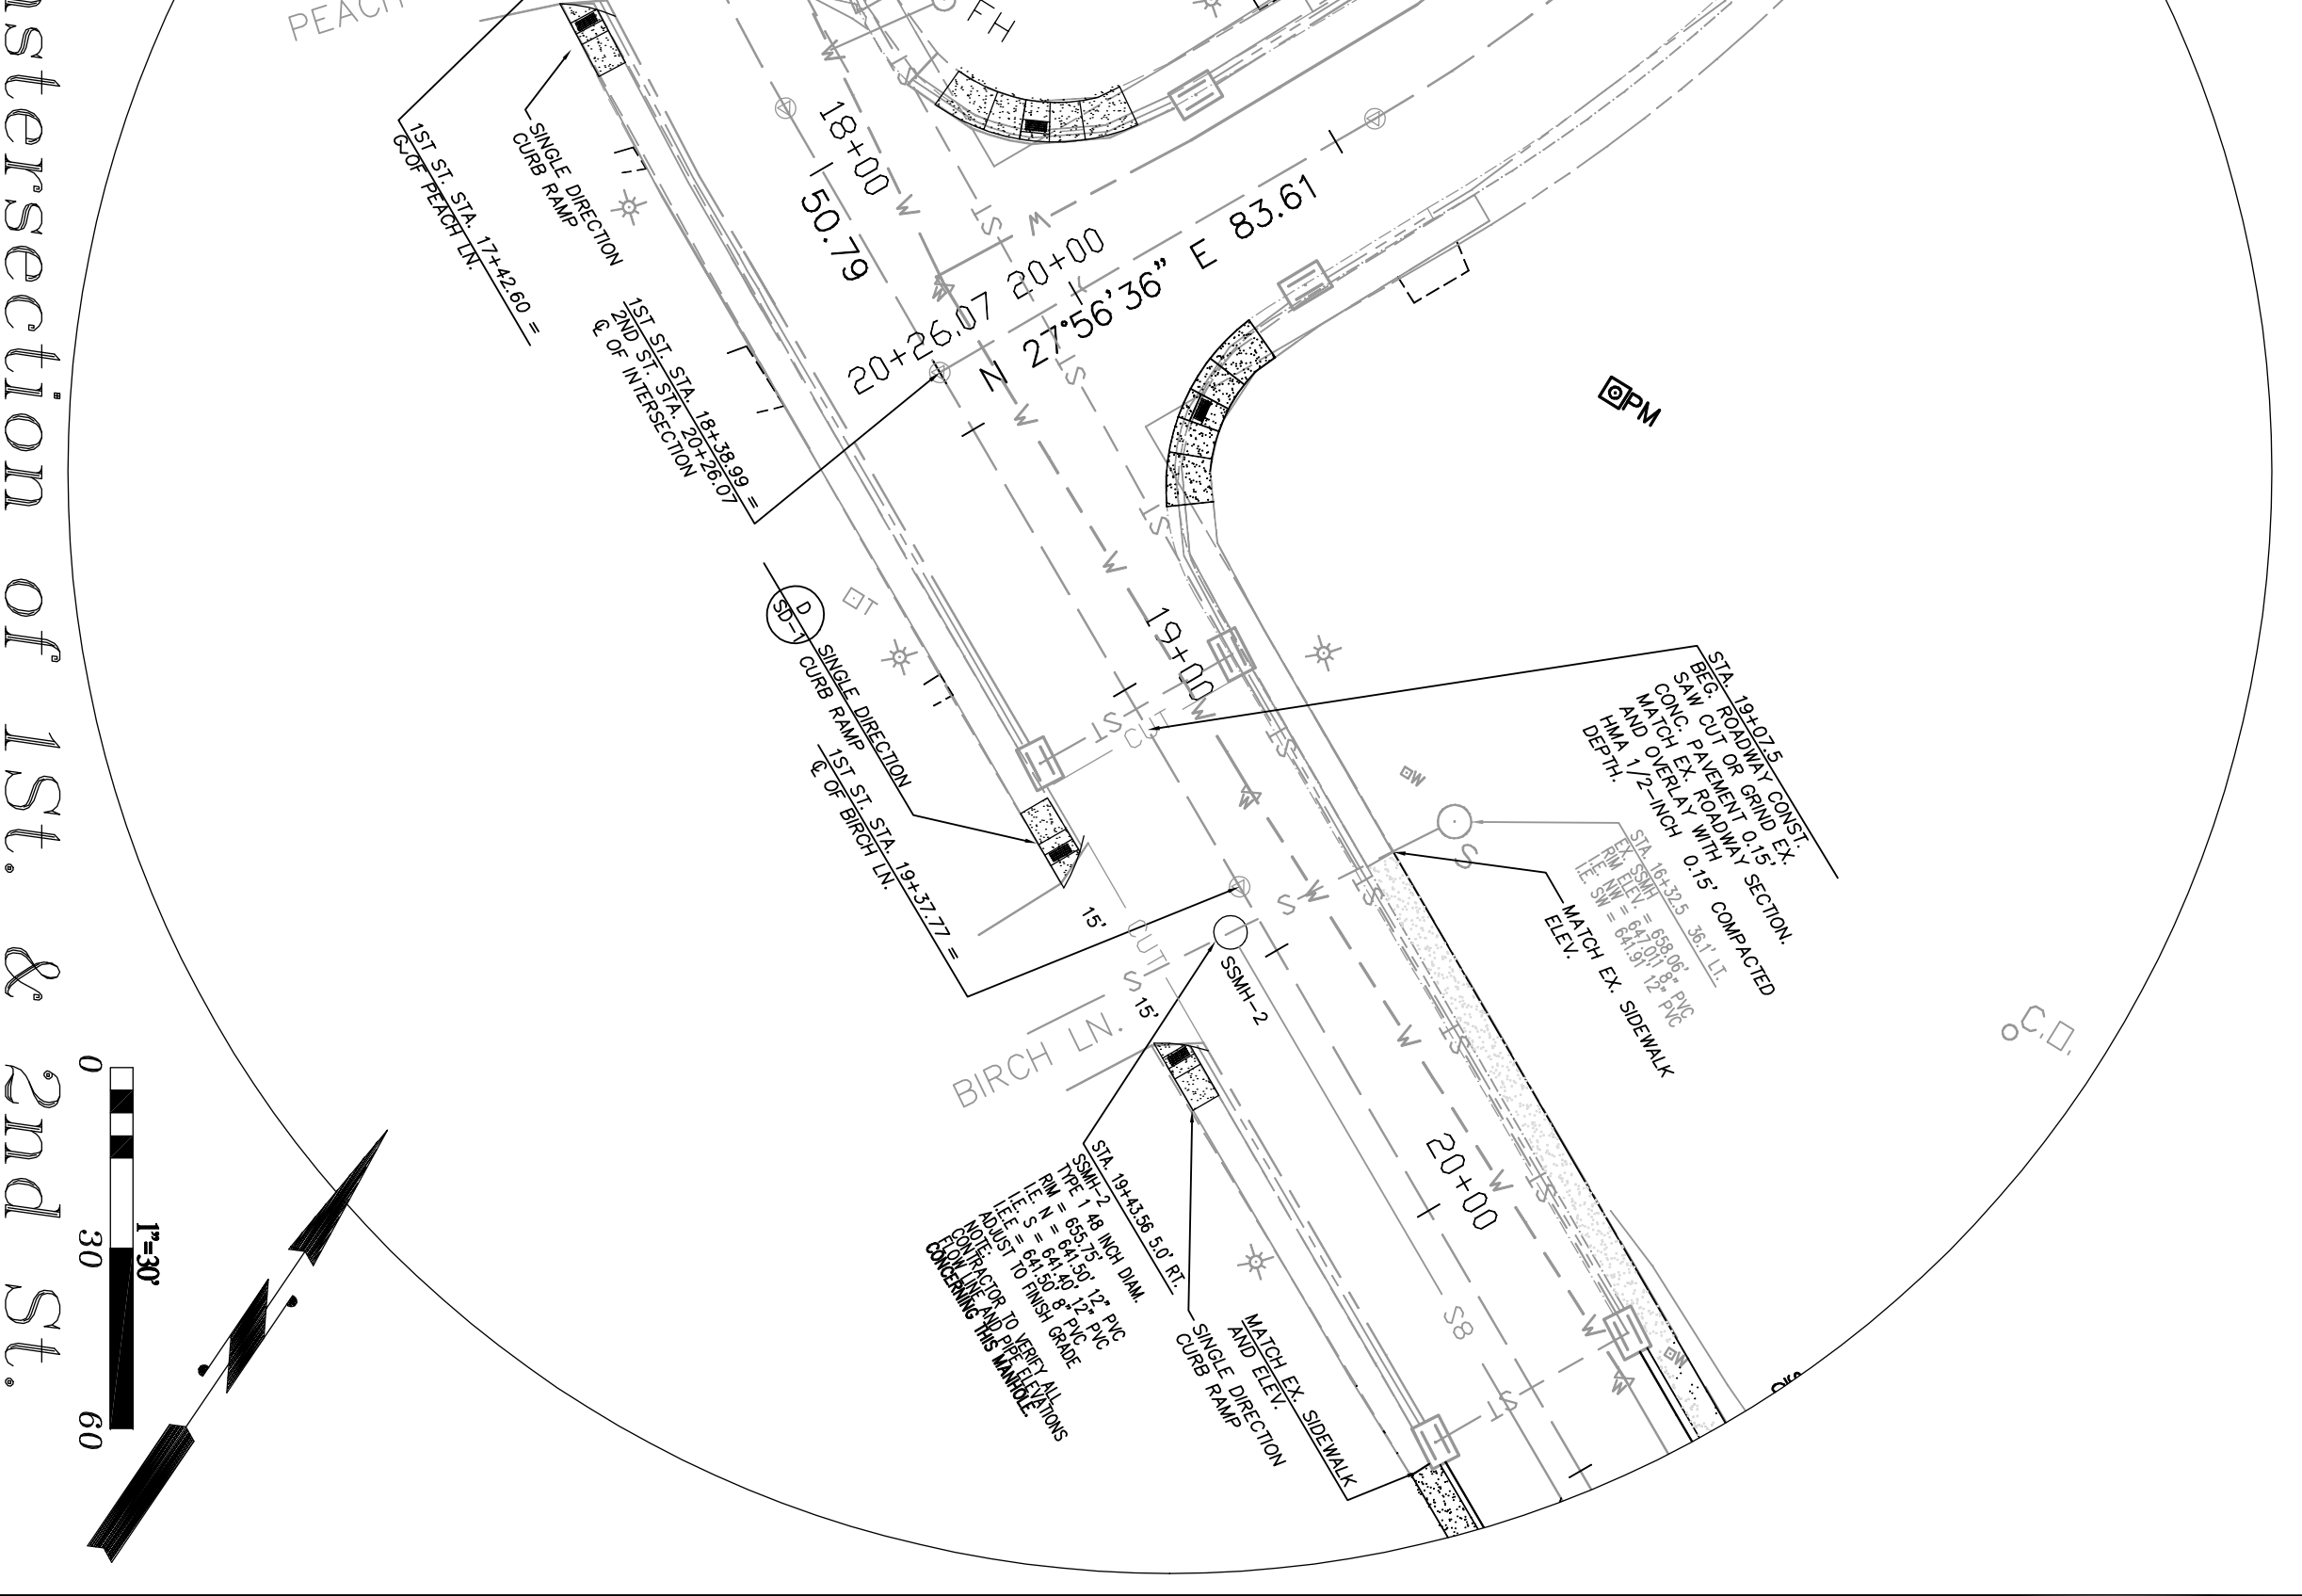 ntersection of 1St. & 2nd St.
PEACH
FH
1ST ST. STA. 17+42.60 =
℄ OF PEACH LN.
SINGLE DIRECTION
CURB RAMP
18+00
50.79
20+26.07
20+00
N 27°56'36" E 83.61
1ST ST. STA. 18+38.99 =
2ND ST. STA. 20+26.07
℄ OF INTERSECTION
PM
D
SD-1
T
SINGLE DIRECTION
CURB RAMP
1ST ST. STA. 19+37.77 =
℄ OF BIRCH LN.
19+00
CUT
STA. 19+07.5
BEG. ROADWAY CONST.
SAW CUT OR GRIND EX.
CONC. PAVEMENT 0.15'
MATCH EX. ROADWAY SECTION.
AND OVERLAY WITH
HMA 1/2-INCH 0.15' COMPACTED
DEPTH.
STA. 16+32.5 36.1' LT.
EX. SSMH
RIM ELEV. = 658.06'
I.E. NW = 647.01' 8" PVC
I.E. SW = 641.91' 12" PVC
MATCH EX. SIDEWALK
ELEV.
W
S
C.O.
15'
CUT
15'
SSMH-2
BIRCH LN.
STA. 19+43.56 5.0' RT.
SSMH-2
TYPE 1 48 INCH DIAM.
RIM = 655.75'
I.E. N = 641.50' 12" PVC
I.E. S = 641.40' 12" PVC
I.E.E = 641.50' 8" PVC
ADJUST TO FINISH GRADE
NOTE:
CONTRACTOR TO VERIFY ALL
FLOW LINE AND PIPE ELEVATIONS
CONCERNING THIS MANHOLE.
MATCH EX. SIDEWALK
AND ELEV.
SINGLE DIRECTION
CURB RAMP
20+00
S8
W
ST
1"=30'
0 30 60